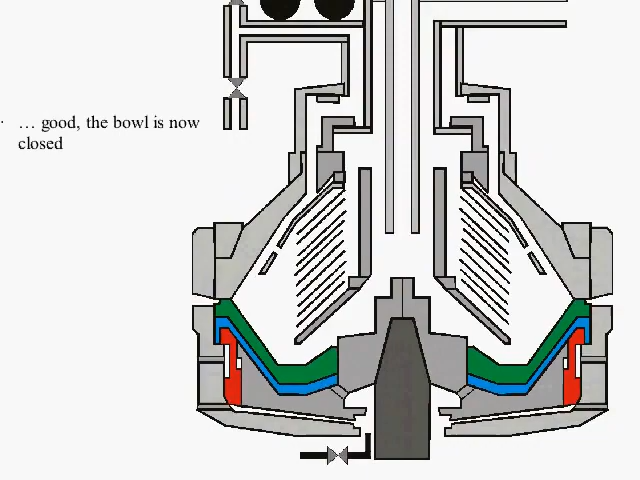 · … good, the bowl is now
closed